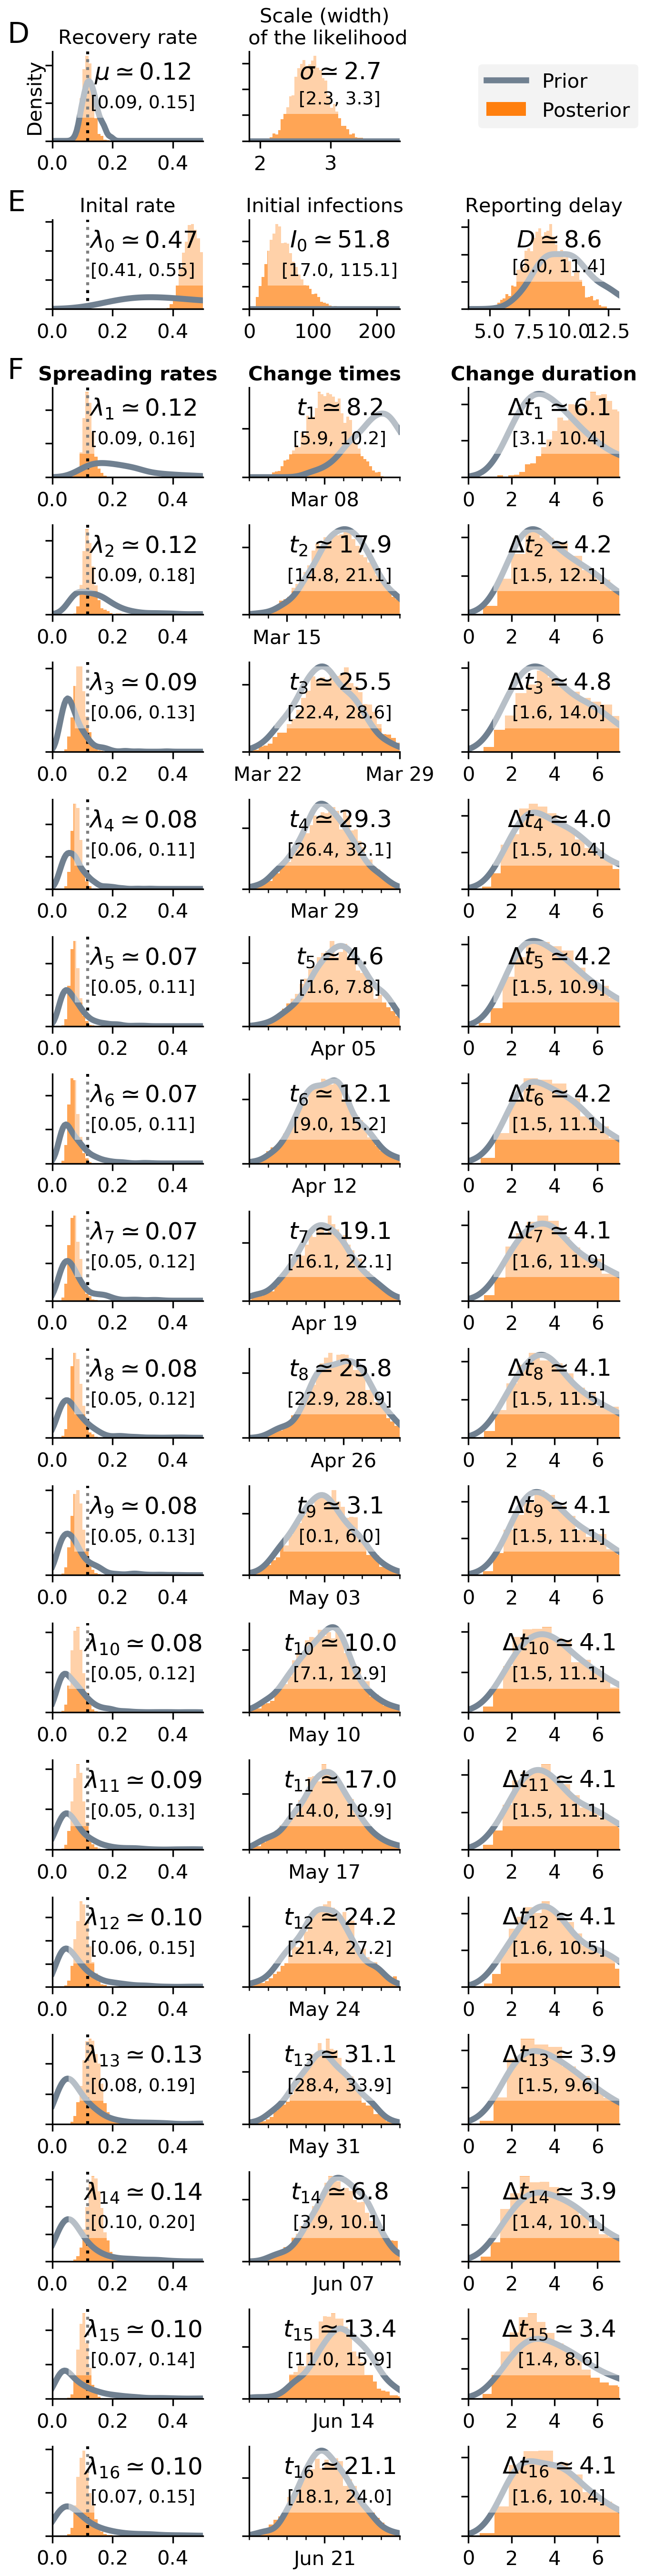 D
Recovery rate
Scale (width)
of the likelihood
Density
μ ≃ 0.12
[0.09, 0.15]
σ ≃ 2.7
[2.3, 3.3]
Prior
Posterior
0.0 0.2 0.4
2 3
E
Inital rate
Initial infections
Reporting delay
λ0 ≃ 0.47
[0.41, 0.55]
I0 ≃ 51.8
[17.0, 115.1]
D ≃ 8.6
[6.0, 11.4]
0.0 0.2 0.4
0 100 200
5.0 7.5 10.0 12.5
F
Spreading rates
Change times
Change duration
λ1 ≃ 0.12
[0.09, 0.16]
t1 ≃ 8.2
[5.9, 10.2]
Δt1 ≃ 6.1
[3.1, 10.4]
0.0 0.2 0.4
Mar 08
0 2 4 6
λ2 ≃ 0.12
[0.09, 0.18]
t2 ≃ 17.9
[14.8, 21.1]
Δt2 ≃ 4.2
[1.5, 12.1]
0.0 0.2 0.4
Mar 15
0 2 4 6
λ3 ≃ 0.09
[0.06, 0.13]
t3 ≃ 25.5
[22.4, 28.6]
Δt3 ≃ 4.8
[1.6, 14.0]
0.0 0.2 0.4
Mar 22 Mar 29
0 2 4 6
λ4 ≃ 0.08
[0.06, 0.11]
t4 ≃ 29.3
[26.4, 32.1]
Δt4 ≃ 4.0
[1.5, 10.4]
0.0 0.2 0.4
Mar 29
0 2 4 6
λ5 ≃ 0.07
[0.05, 0.11]
t5 ≃ 4.6
[1.6, 7.8]
Δt5 ≃ 4.2
[1.5, 10.9]
0.0 0.2 0.4
Apr 05
0 2 4 6
λ6 ≃ 0.07
[0.05, 0.11]
t6 ≃ 12.1
[9.0, 15.2]
Δt6 ≃ 4.2
[1.5, 11.1]
0.0 0.2 0.4
Apr 12
0 2 4 6
λ7 ≃ 0.07
[0.05, 0.12]
t7 ≃ 19.1
[16.1, 22.1]
Δt7 ≃ 4.1
[1.6, 11.9]
0.0 0.2 0.4
Apr 19
0 2 4 6
λ8 ≃ 0.08
[0.05, 0.12]
t8 ≃ 25.8
[22.9, 28.9]
Δt8 ≃ 4.1
[1.5, 11.5]
0.0 0.2 0.4
Apr 26
0 2 4 6
λ9 ≃ 0.08
[0.05, 0.13]
t9 ≃ 3.1
[0.1, 6.0]
Δt9 ≃ 4.1
[1.5, 11.1]
0.0 0.2 0.4
May 03
0 2 4 6
λ10 ≃ 0.08
[0.05, 0.12]
t10 ≃ 10.0
[7.1, 12.9]
Δt10 ≃ 4.1
[1.5, 11.1]
0.0 0.2 0.4
May 10
0 2 4 6
λ11 ≃ 0.09
[0.05, 0.13]
t11 ≃ 17.0
[14.0, 19.9]
Δt11 ≃ 4.1
[1.5, 11.1]
0.0 0.2 0.4
May 17
0 2 4 6
λ12 ≃ 0.10
[0.06, 0.15]
t12 ≃ 24.2
[21.4, 27.2]
Δt12 ≃ 4.1
[1.6, 10.5]
0.0 0.2 0.4
May 24
0 2 4 6
λ13 ≃ 0.13
[0.08, 0.19]
t13 ≃ 31.1
[28.4, 33.9]
Δt13 ≃ 3.9
[1.5, 9.6]
0.0 0.2 0.4
May 31
0 2 4 6
λ14 ≃ 0.14
[0.10, 0.20]
t14 ≃ 6.8
[3.9, 10.1]
Δt14 ≃ 3.9
[1.4, 10.1]
0.0 0.2 0.4
Jun 07
0 2 4 6
λ15 ≃ 0.10
[0.07, 0.14]
t15 ≃ 13.4
[11.0, 15.9]
Δt15 ≃ 3.4
[1.4, 8.6]
0.0 0.2 0.4
Jun 14
0 2 4 6
λ16 ≃ 0.10
[0.07, 0.15]
t16 ≃ 21.1
[18.1, 24.0]
Δt16 ≃ 4.1
[1.6, 10.4]
0.0 0.2 0.4
Jun 21
0 2 4 6